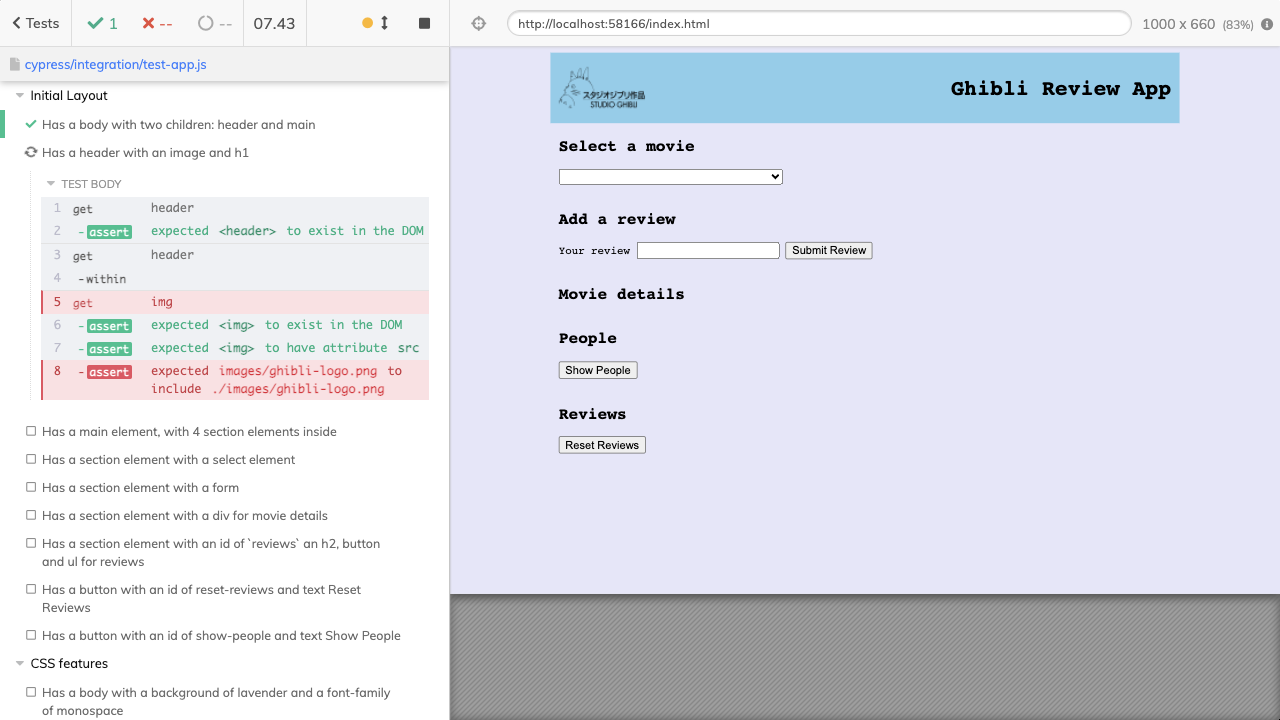 Tests
1
--
--
07.43
http://localhost:58166/index.html
1000 x 660 (83%)
cypress/integration/test-app.js
Initial Layout
Has a body with two children: header and main
Has a header with an image and h1
TEST BODY
1 get header
2 -assert expected <header> to exist in the DOM
3 get header
4 -within
5 get img
6 -assert expected <img> to exist in the DOM
7 -assert expected <img> to have attribute src
8 -assert expected images/ghibli-logo.png to
include ./images/ghibli-logo.png
Has a main element, with 4 section elements inside
Has a section element with a select element
Has a section element with a form
Has a section element with a div for movie details
Has a section element with an id of `reviews` an h2, button
and ul for reviews
Has a button with an id of reset-reviews and text Reset
Reviews
Has a button with an id of show-people and text Show People
CSS features
Has a body with a background of lavender and a font-family
of monospace
スタジオジブリ作品
STUDIO GHIBLI
Ghibli Review App
Select a movie
Add a review
Your review
Submit Review
Movie details
People
Show People
Reviews
Reset Reviews